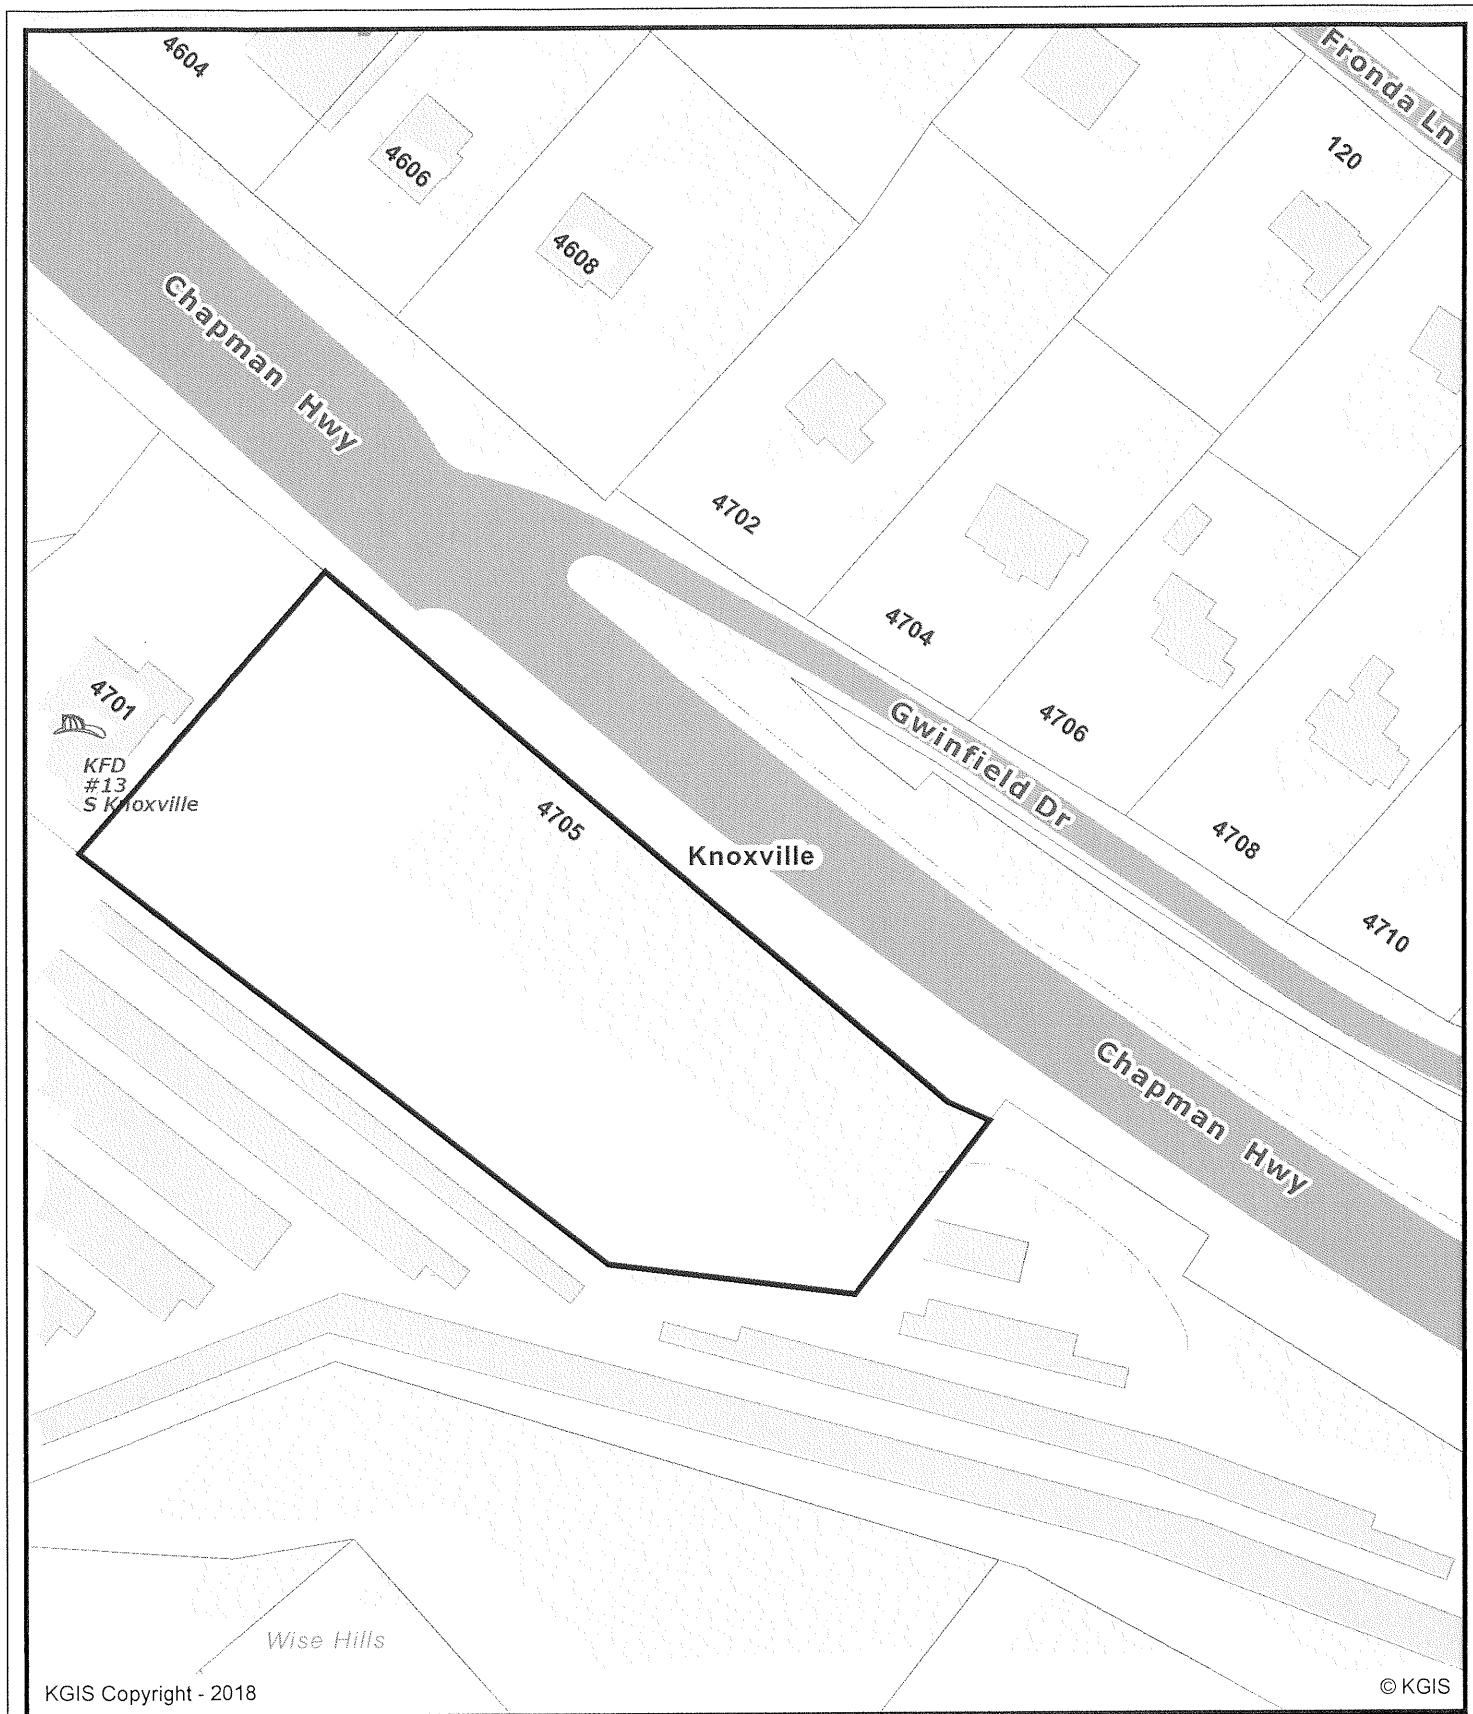 Fronda Ln
4604
120
4606
4608
Chapman Hwy
4702
4704
4701
4706
Gwinfield Dr
KFD
#13
S Knoxville
4705
4708
Knoxville
4710
Chapman Hwy
Wise Hills
KGIS Copyright - 2018
© KGIS